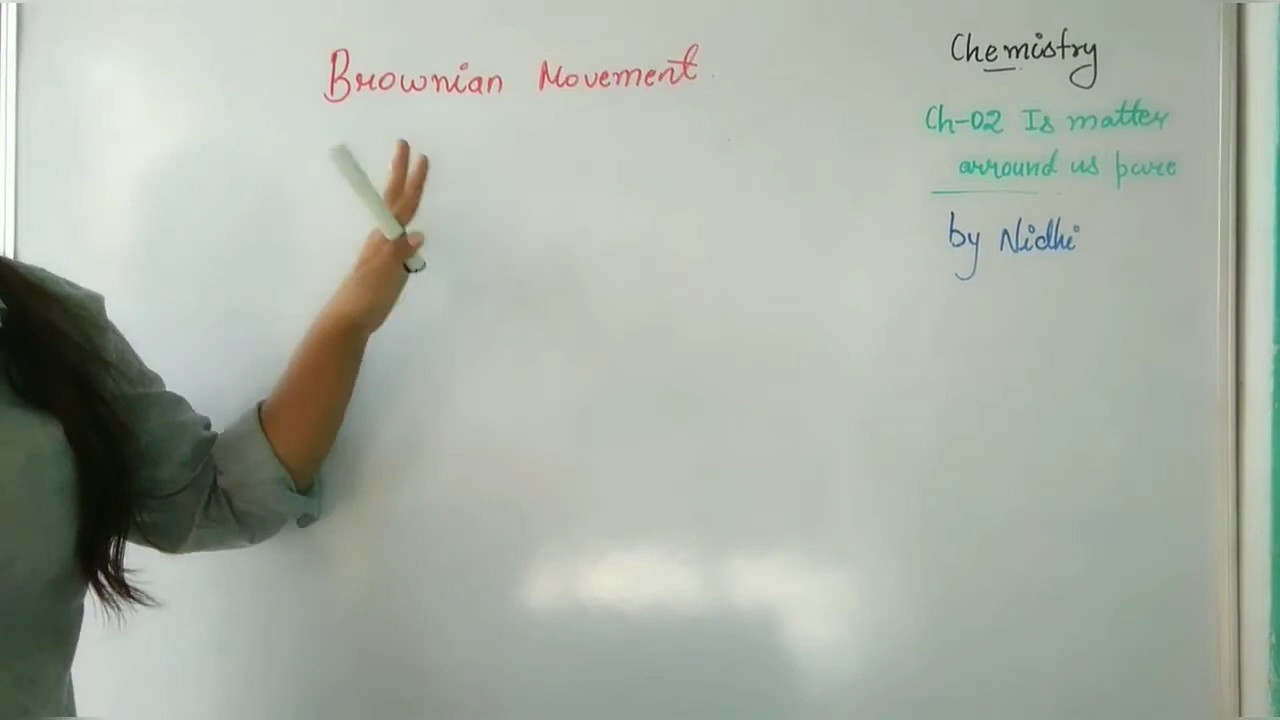 Brownian Movement
Chemistry
Ch-02 Is matter
arround us pure
by Nidhi